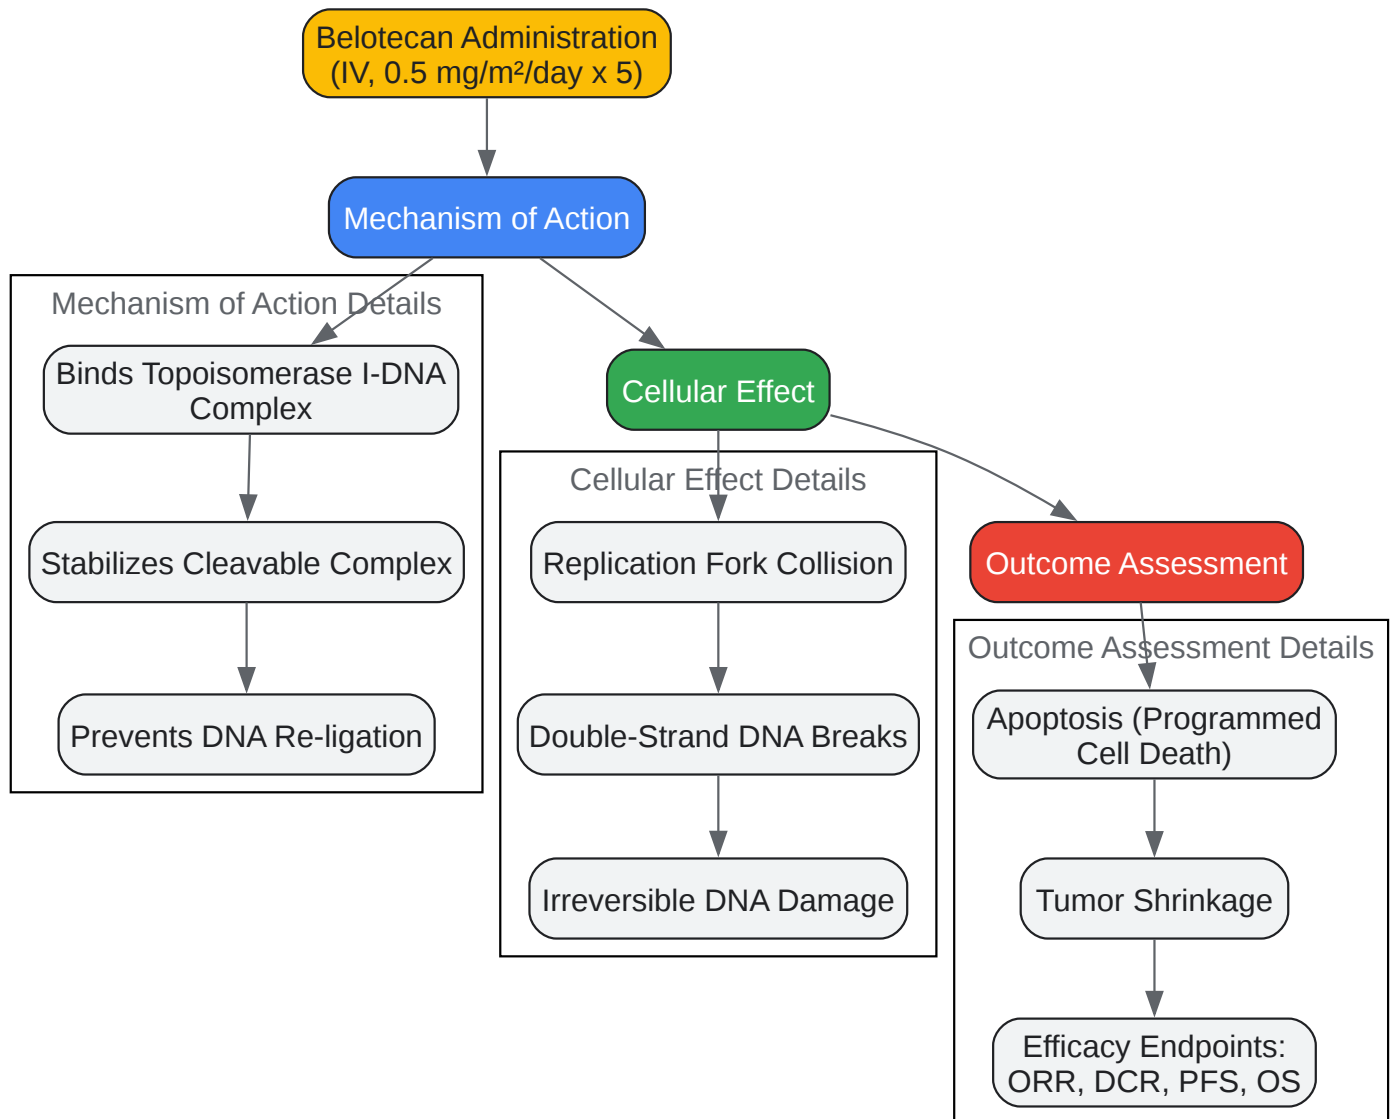 Belotecan Administration
(IV, 0.5 mg/m²/day x 5)
Mechanism of Action
Mechanism of Action Details
Binds Topoisomerase I-DNA
Complex
Stabilizes Cleavable Complex
Prevents DNA Re-ligation
Cellular Effect
Cellular Effect Details
Replication Fork Collision
Double-Strand DNA Breaks
Irreversible DNA Damage
Outcome Assessment
Outcome Assessment Details
Apoptosis (Programmed
Cell Death)
Tumor Shrinkage
Efficacy Endpoints:
ORR, DCR, PFS, OS